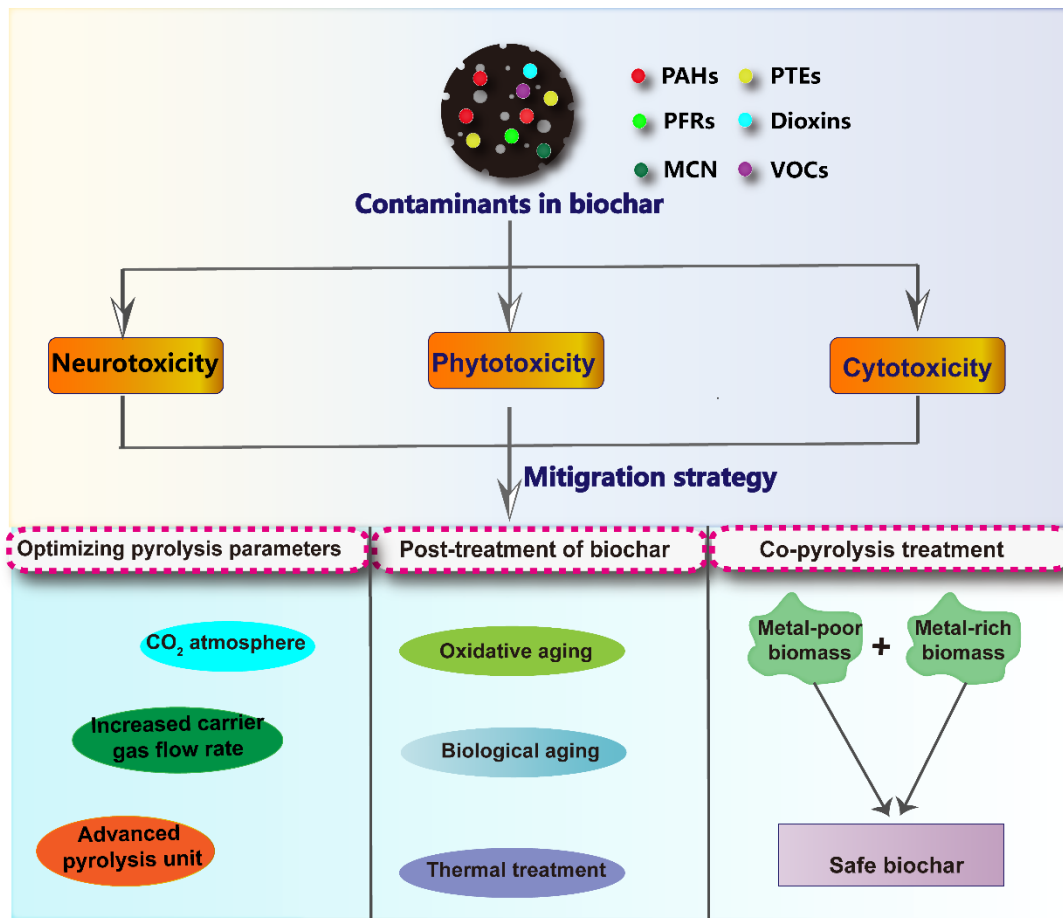 PAHs PTEs
PFRs Dioxins
MCN VOCs
Contaminants in biochar
Neurotoxicity Phytotoxicity Cytotoxicity
Mitigration strategy
Optimizing pyrolysis parameters
Post-treatment of biochar
Co-pyrolysis treatment
CO₂ atmosphere
Increased carrier
gas flow rate
Advanced
pyrolysis unit
Oxidative aging
Biological aging
Thermal treatment
Metal-poor
biomass
+
Metal-rich
biomass
Safe biochar